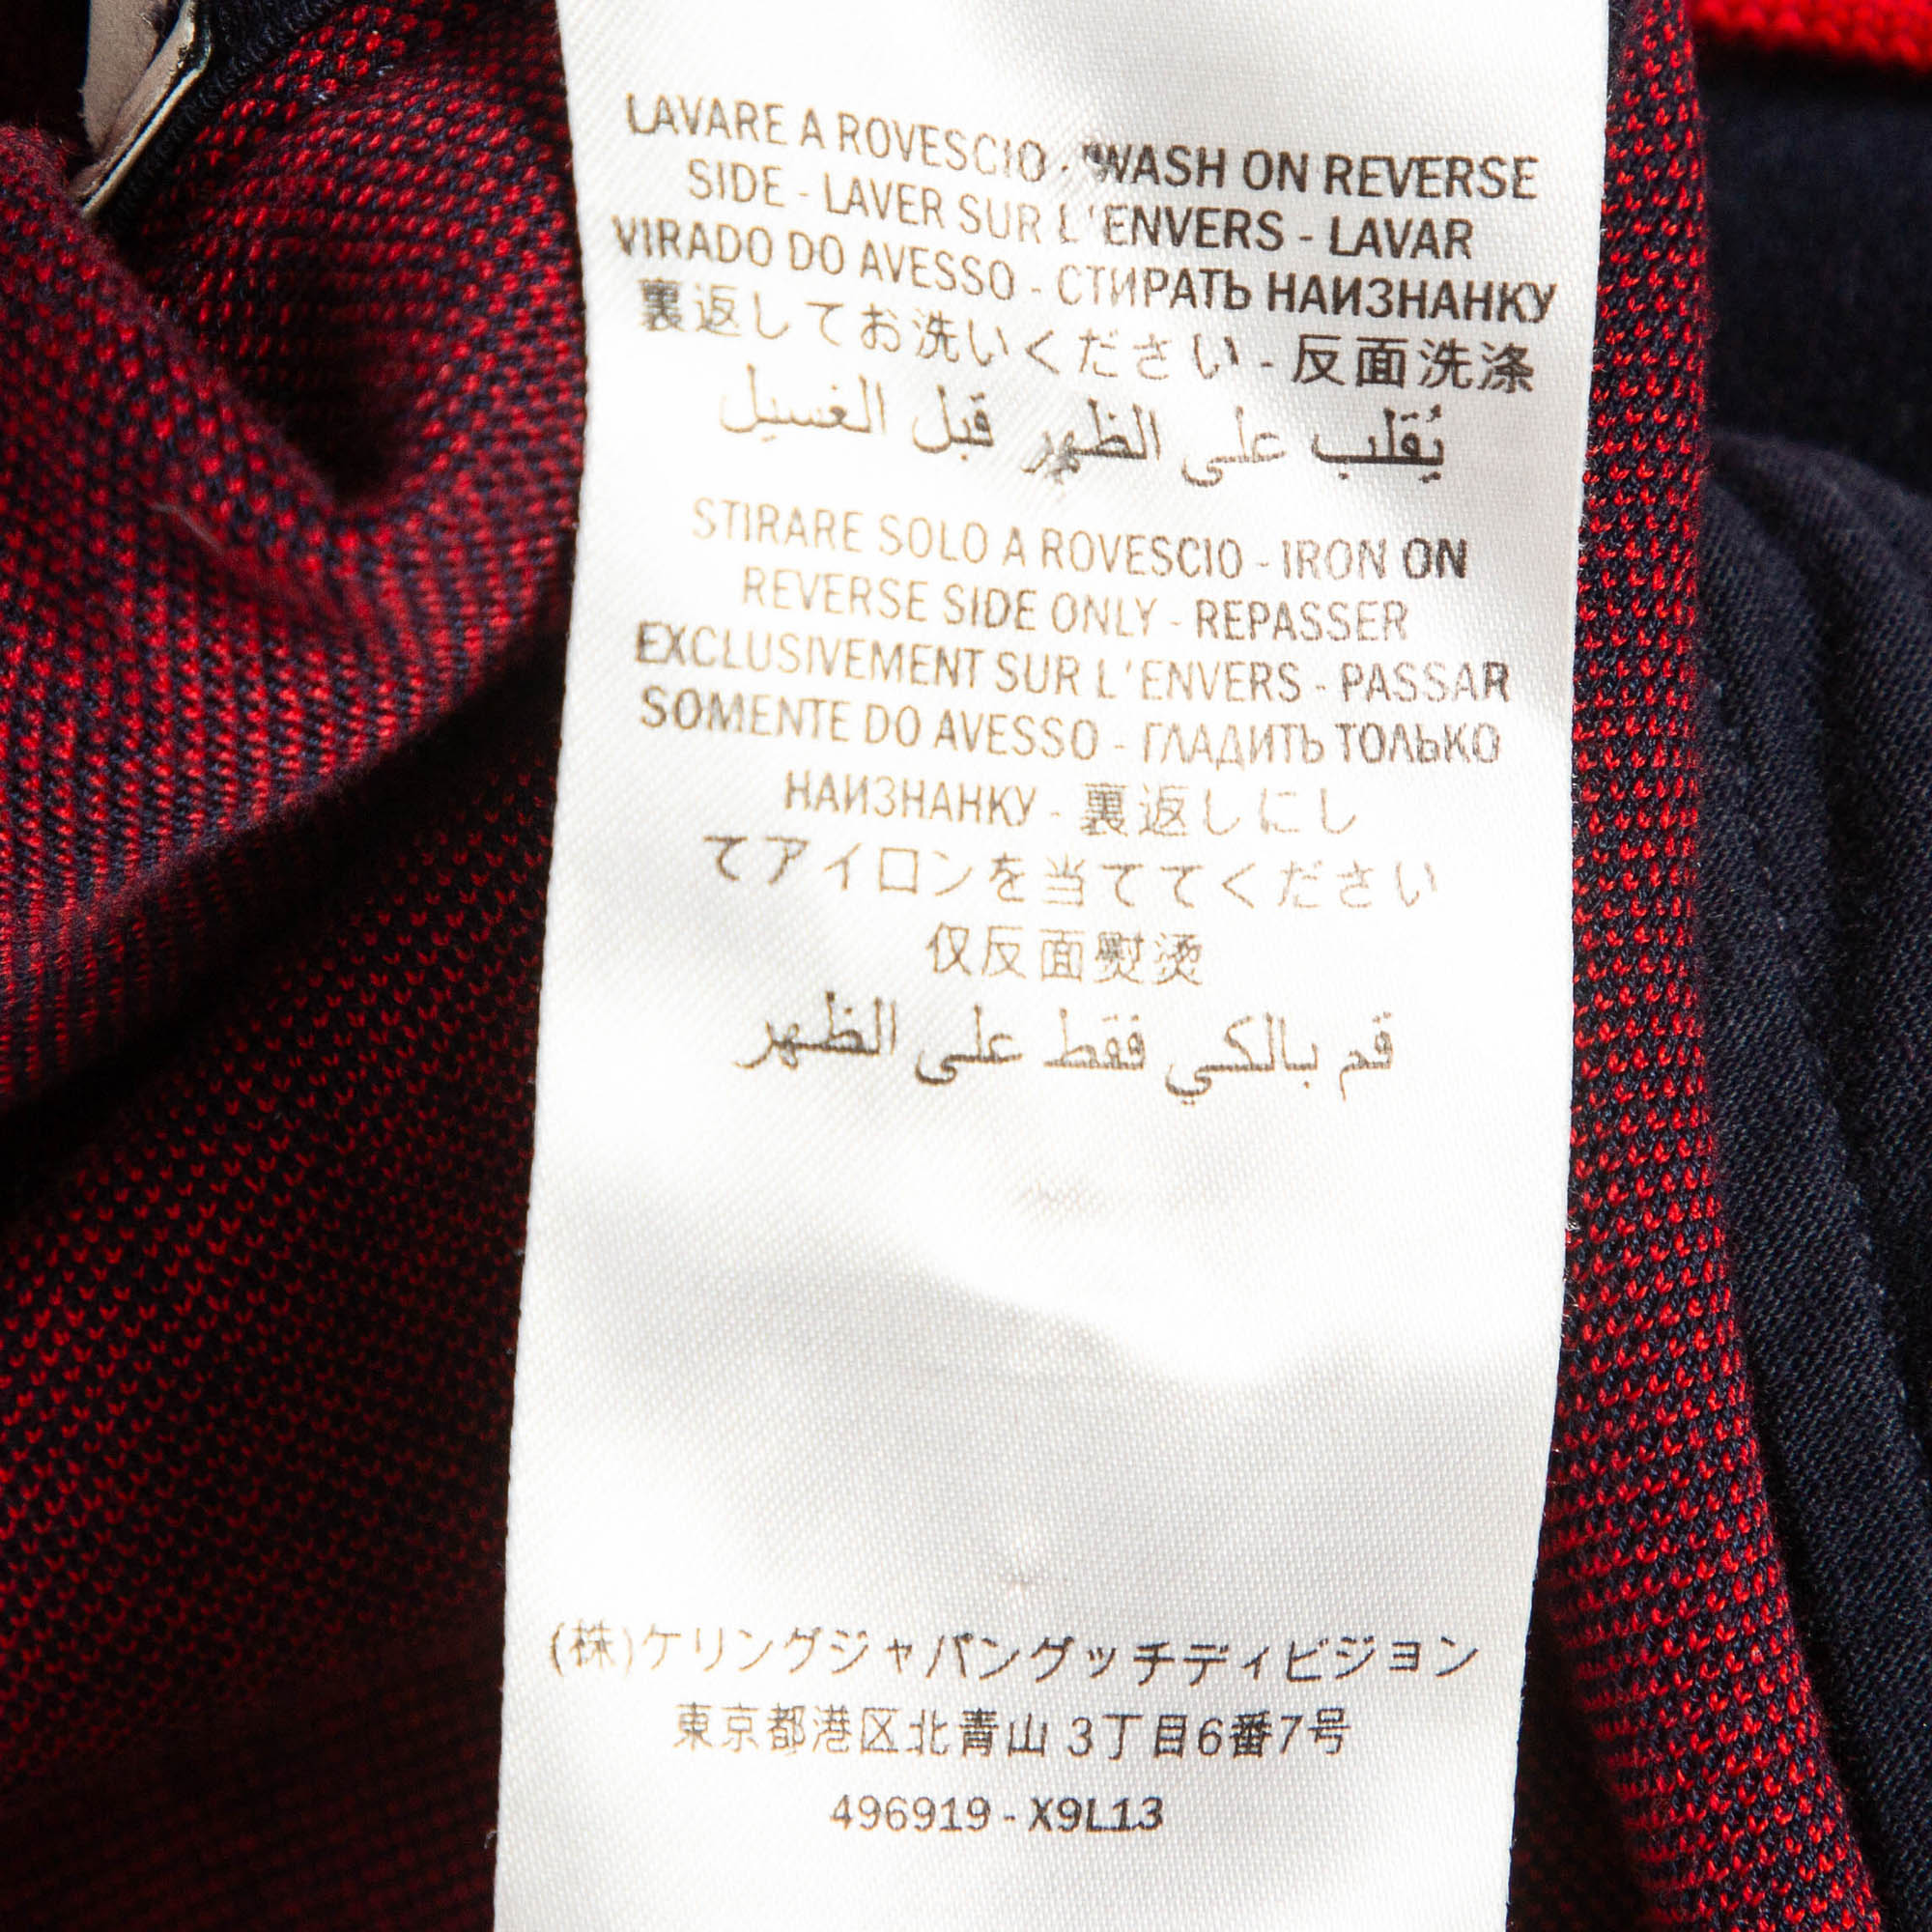 LAVARE A ROVESCIO - WASH ON REVERSE
SIDE - LAVER SUR L'ENVERS - LAVAR
VIRADO DO AVESSO - СТИРАТЬ НАИЗНАНКУ
裏返してお洗いください - 反面洗涤
يُقلب على الظهر قبل الغسيل
STIRARE SOLO A ROVESCIO - IRON ON
REVERSE SIDE ONLY - REPASSER
EXCLUSIVEMENT SUR L'ENVERS - PASSAR
SOMENTE DO AVESSO - ГЛАДИТЬ ТОЛЬКО
НАИЗНАНКУ - 裏返しにし
てアイロンを当ててください
仅反面熨烫
قم بالكي فقط على الظهر
(株)ケリングジャパングッチディビジョン
東京都港区北青山 3丁目6番7号
496919 - X9L13